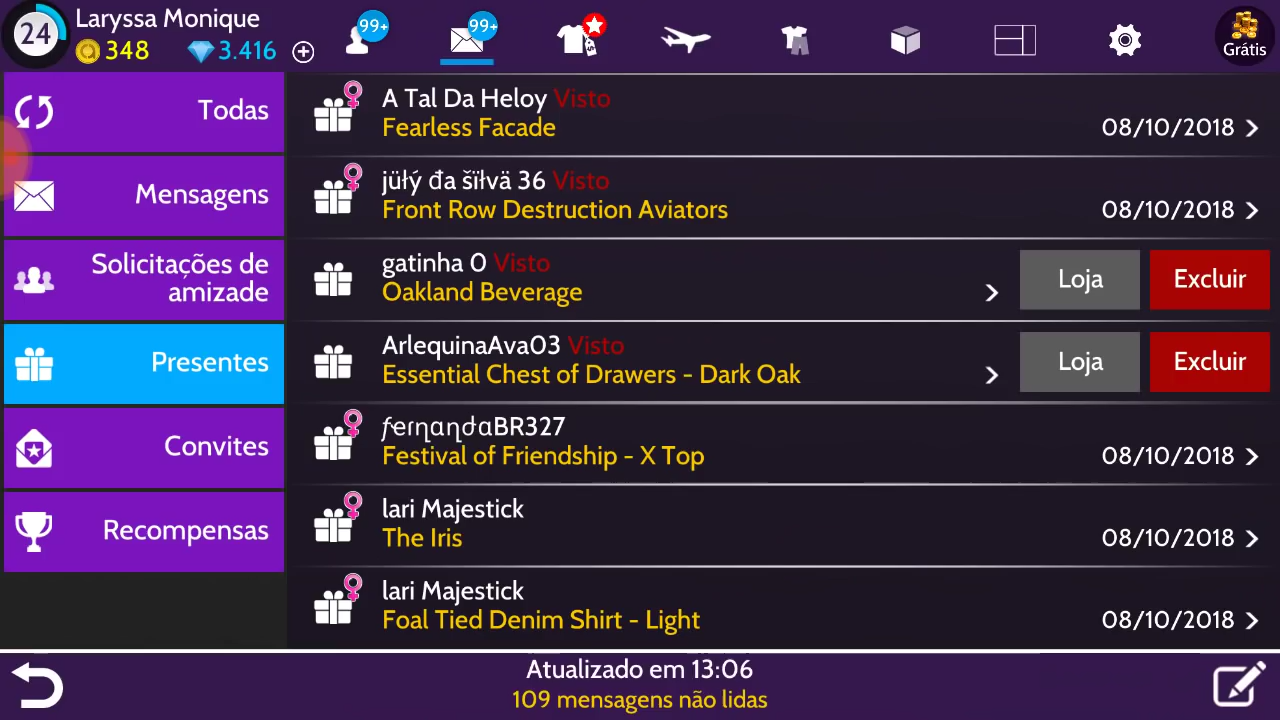 24
Laryssa Monique
348
3.416
99+
99+
Grátis
Todas
Mensagens
Solicitações de
amizade
Presentes
Convites
Recompensas
A Tal Da Heloy Visto
Fearless Facade
08/10/2018
jüłý đa šïłvä 36 Visto
Front Row Destruction Aviators
08/10/2018
gatinha 0 Visto
Oakland Beverage
Loja
Excluir
ArlequinaAva03 Visto
Essential Chest of Drawers - Dark Oak
Loja
Excluir
ƒҽɾղɑղժɑBR327
Festival of Friendship - X Top
08/10/2018
lari Majestick
The Iris
08/10/2018
lari Majestick
Foal Tied Denim Shirt - Light
08/10/2018
Atualizado em 13:06
109 mensagens não lidas